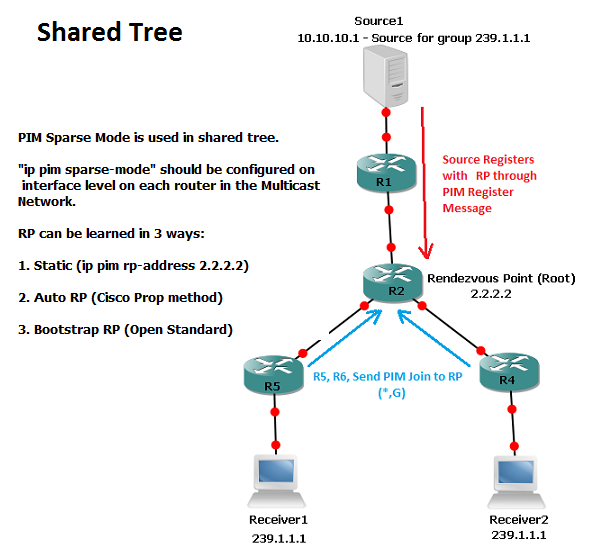 Shared Tree
Source1
10.10.10.1 - Source for group 239.1.1.1
PIM Sparse Mode is used in shared tree.
"ip pim sparse-mode" should be configured on
interface level on each router in the Multicast
Network.
RP can be learned in 3 ways:
1. Static (ip pim rp-address 2.2.2.2)
2. Auto RP (Cisco Prop method)
3. Bootstrap RP (Open Standard)
R1
Source Registers
with RP through
PIM Register
Message
R2
Rendezvous Point (Root)
2.2.2.2
R5
R5, R6, Send PIM Join to RP
(*,G)
R4
Receiver1
239.1.1.1
Receiver2
239.1.1.1